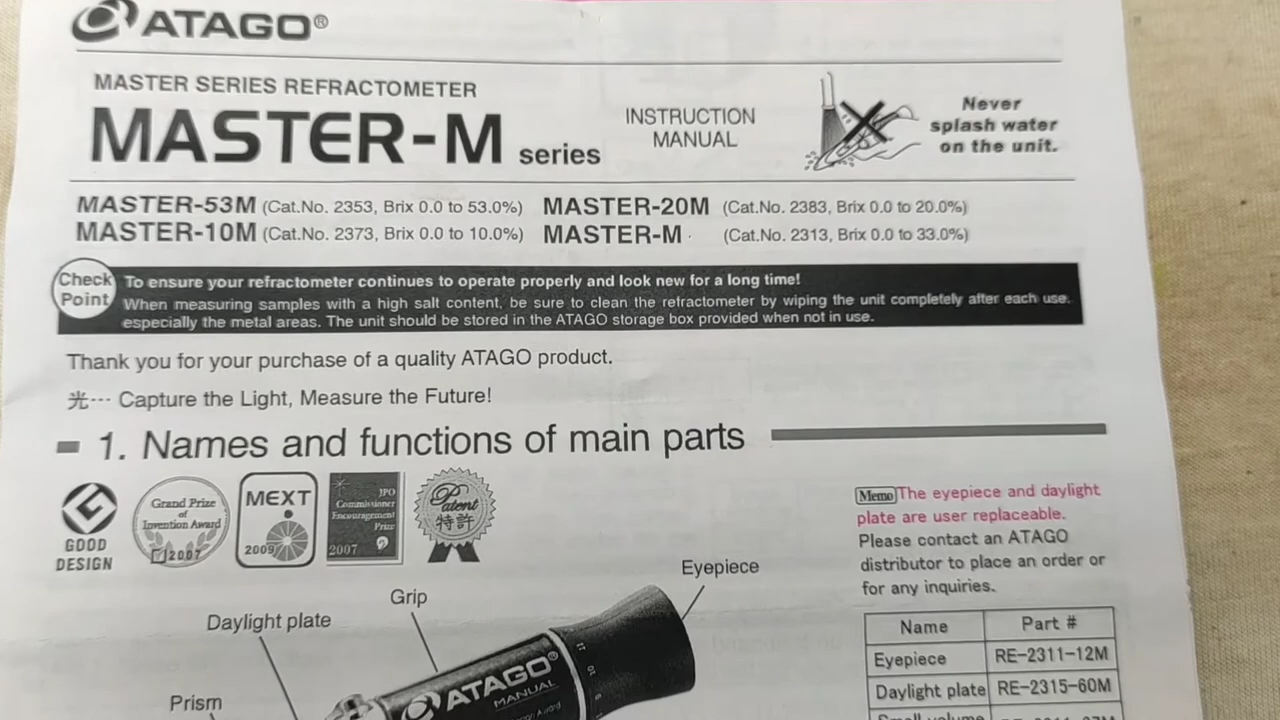 ATAGO®
MASTER SERIES REFRACTOMETER
MASTER-M series
INSTRUCTION
MANUAL
Never
splash water
on the unit.
MASTER-53M (Cat.No. 2353, Brix 0.0 to 53.0%) MASTER-20M (Cat.No. 2383, Brix 0.0 to 20.0%)
MASTER-10M (Cat.No. 2373, Brix 0.0 to 10.0%) MASTER-M (Cat.No. 2313, Brix 0.0 to 33.0%)
Check
Point
To ensure your refractometer continues to operate properly and look new for a long time!
When measuring samples with a high salt content, be sure to clean the refractometer by wiping the unit completely after each use.
especially the metal areas. The unit should be stored in the ATAGO storage box provided when not in use.
Thank you for your purchase of a quality ATAGO product.
光… Capture the Light, Measure the Future!
1. Names and functions of main parts
GOOD
DESIGN
Grand Prize
of
Invention Award
2007
MEXT
2009
JPO
Commissioner
Encouragement
Prize
2007
Patent
特許
Memo The eyepiece and daylight
plate are user replaceable.
Please contact an ATAGO
distributor to place an order or
for any inquiries.
Eyepiece
Grip
Daylight plate
Prism
ATAGO®
MANUAL
Award
Name Part #
Eyepiece RE-2311-12M
Daylight plate RE-2315-60M
Small volume